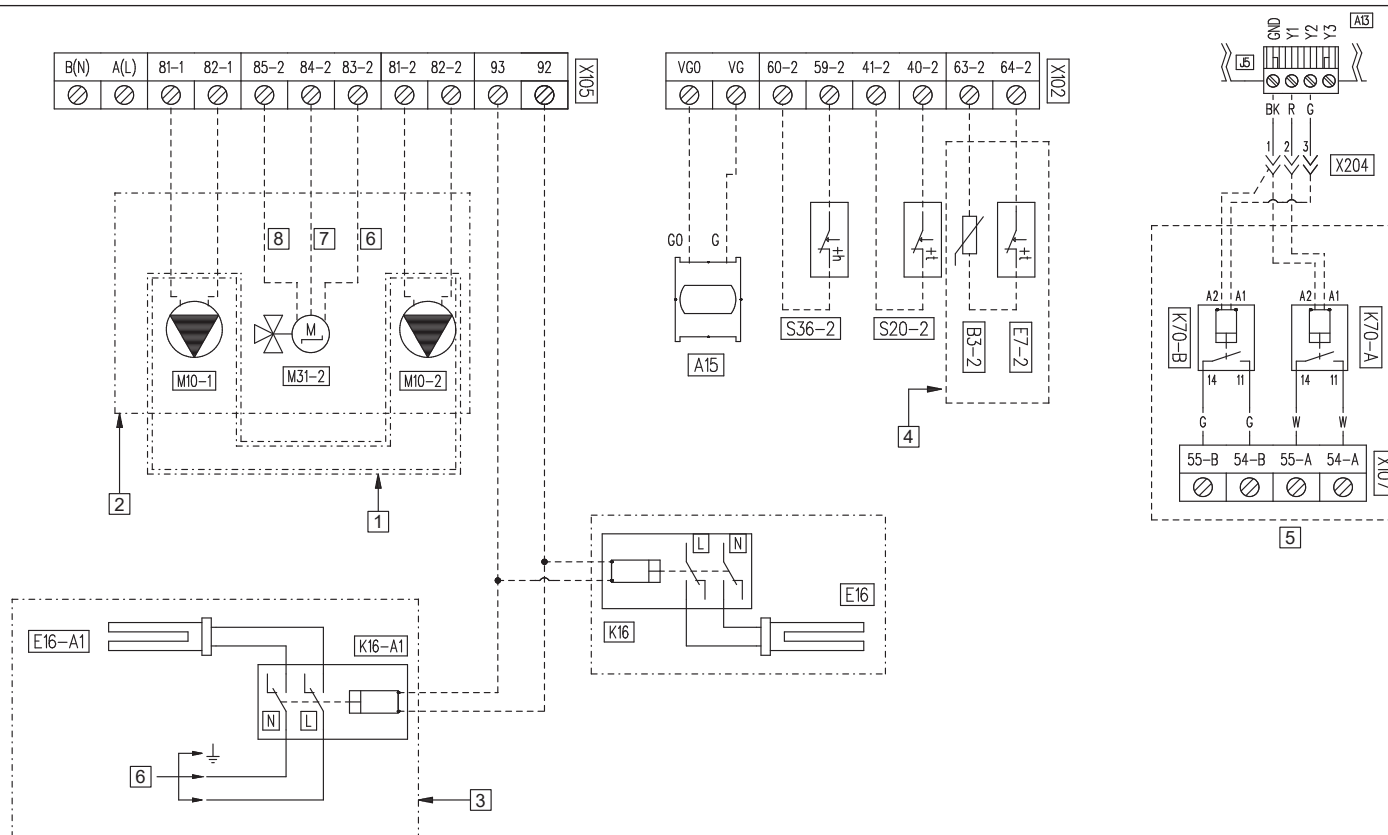 B(N) A(L) 81-1 82-1 85-2 84-2 83-2 81-2 82-2 93 92
X105
VG0 VG 60-2 59-2 41-2 40-2 63-2 64-2
X102
GND Y1 Y2 Y3
A13
J5
BK R G
1 2 3
X204
8 7 6
M
M10-1
M31-2
M10-2
2
1
G0 G
A15
th
S36-2
tt
S20-2
B3-2
tt
E7-2
4
A2 A1
K70-B
14 11
A2 A1
K70-A
14 11
G G W W
55-B 54-B 55-A 54-A
X107
5
L N
K16
E16
E16-A1
K16-A1
N L
6
3